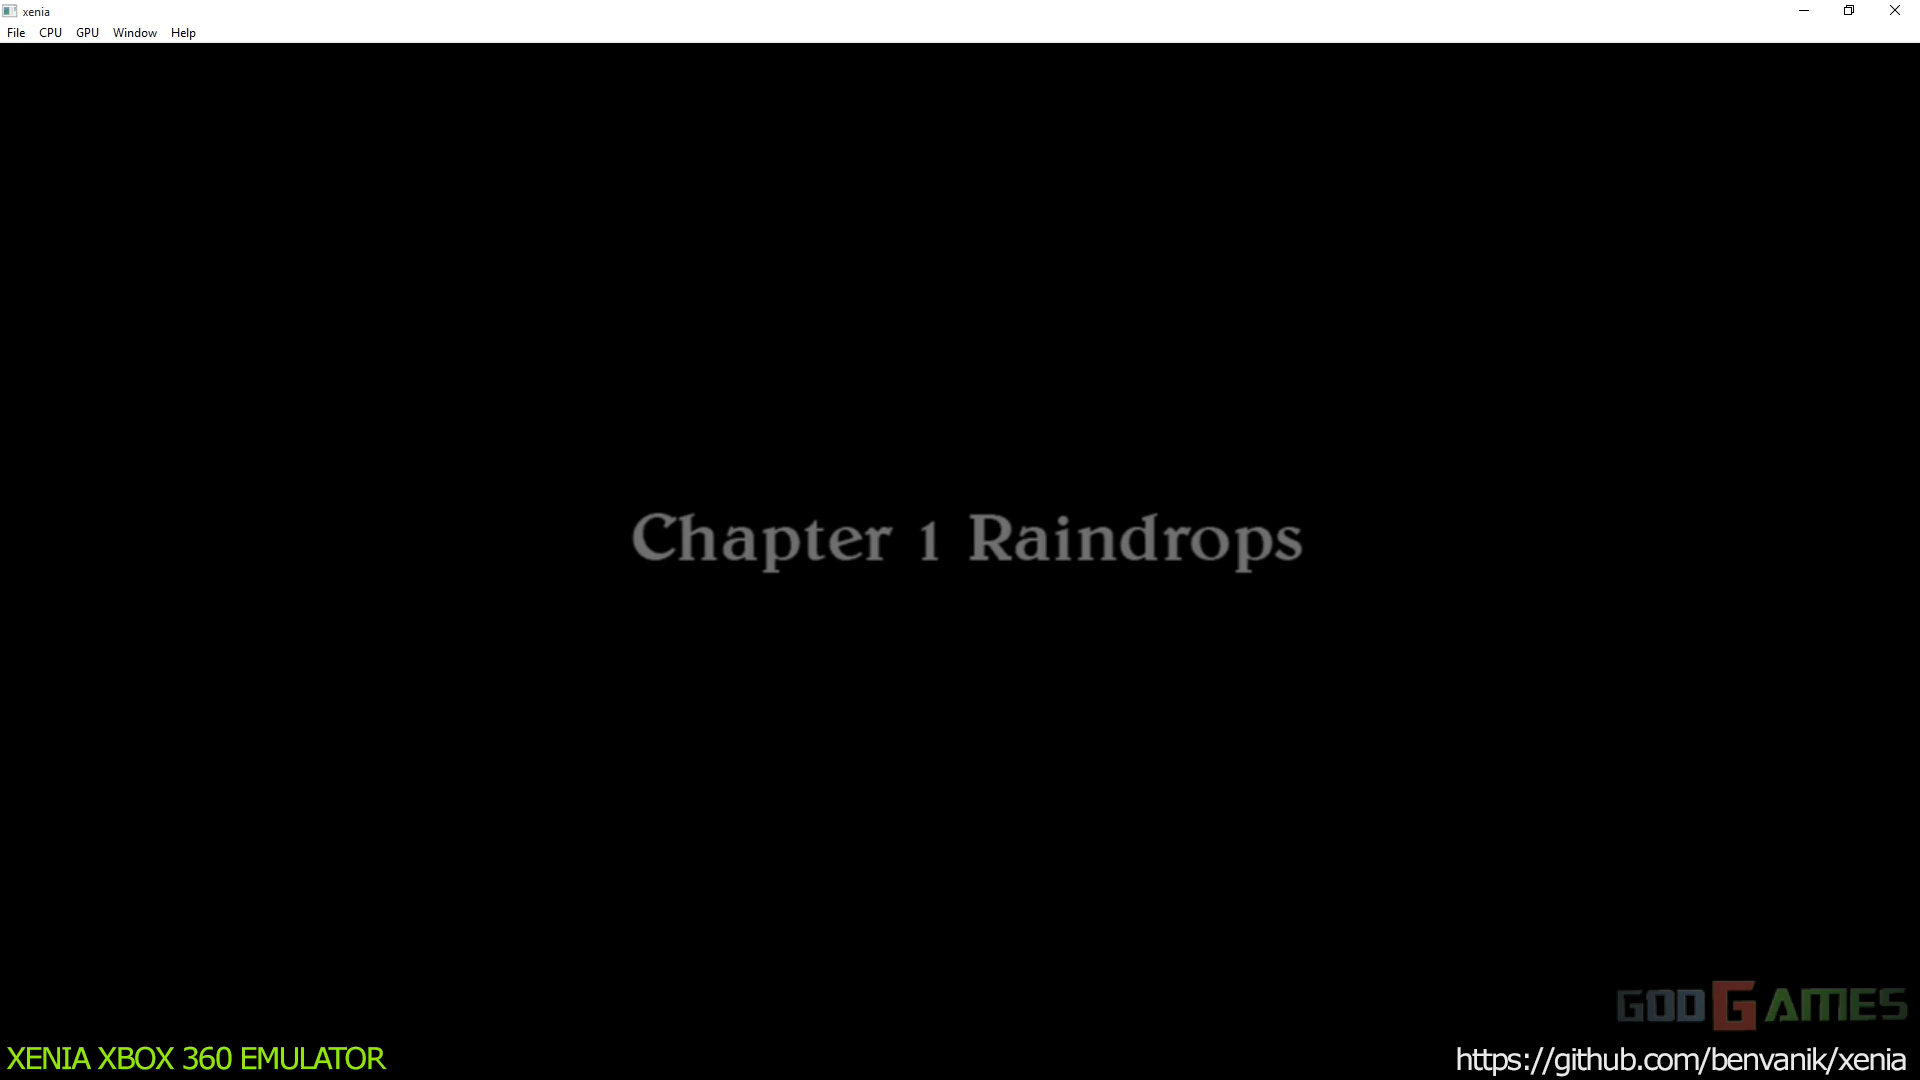 xenia
File CPU GPU Window Help
Chapter 1 Raindrops
GOD GAMES
XENIA XBOX 360 EMULATOR
https://github.com/benvanik/xenia